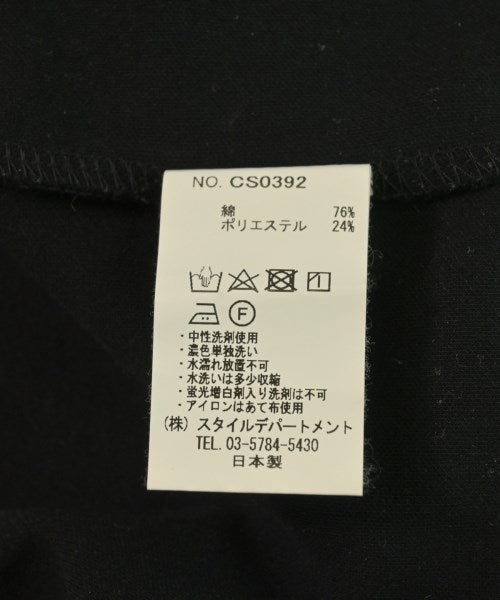 NO. CS0392
綿 76%
ポリエステル 24%
F
・中性洗剤使用
・濃色単独洗い
・水濡れ放置不可
・水洗いは多少収縮
・蛍光増白剤入り洗剤は不可
・アイロンはあて布使用
(株) スタイルデパートメント
TEL. 03-5784-5430
日本製